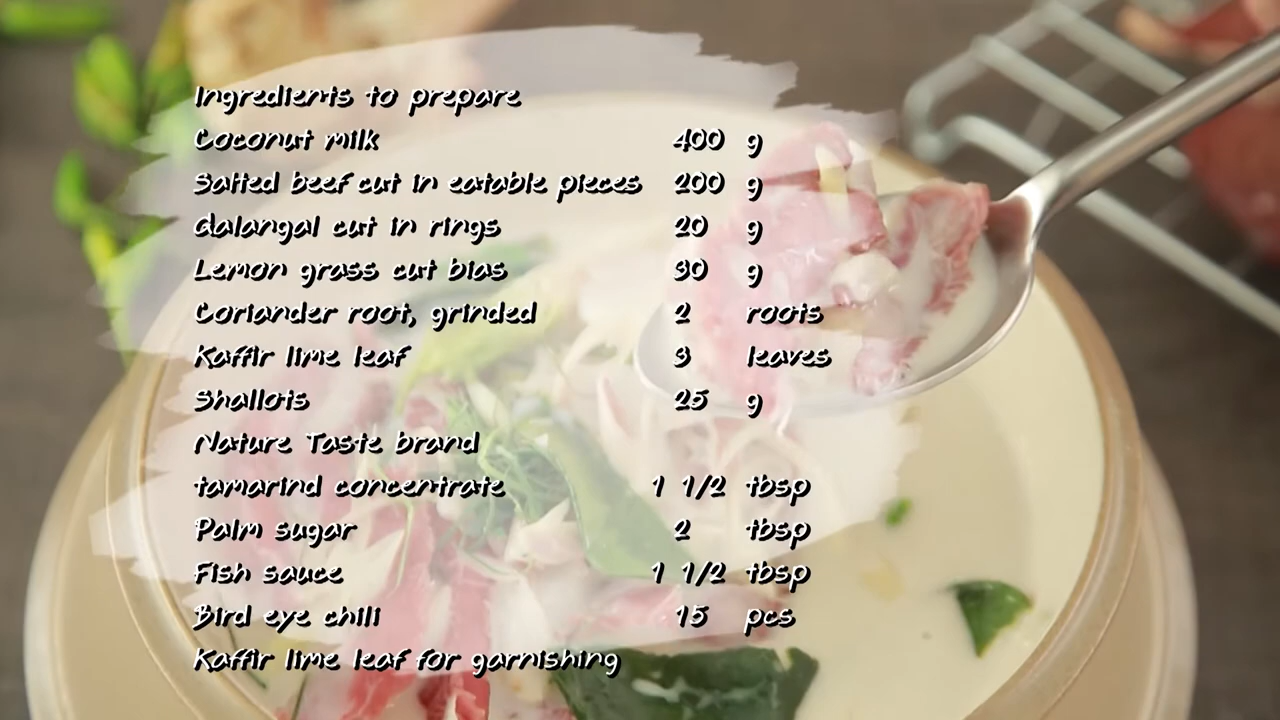 Ingredients to prepare
Coconut milk 400 g
Salted beef cut in eatable pieces 200 g
dalangal cut in rings 20 g
Lemon grass cut bias 30 g
Coriander root, grinded 2 roots
Kaffir lime leaf 3 leaves
Shallots 25 g
Nature Taste brand
tamarind concentrate 1 1/2 tbsp
Palm sugar 2 tbsp
Fish sauce 1 1/2 tbsp
Bird eye chili 15 pcs
Kaffir lime leaf for garnishing